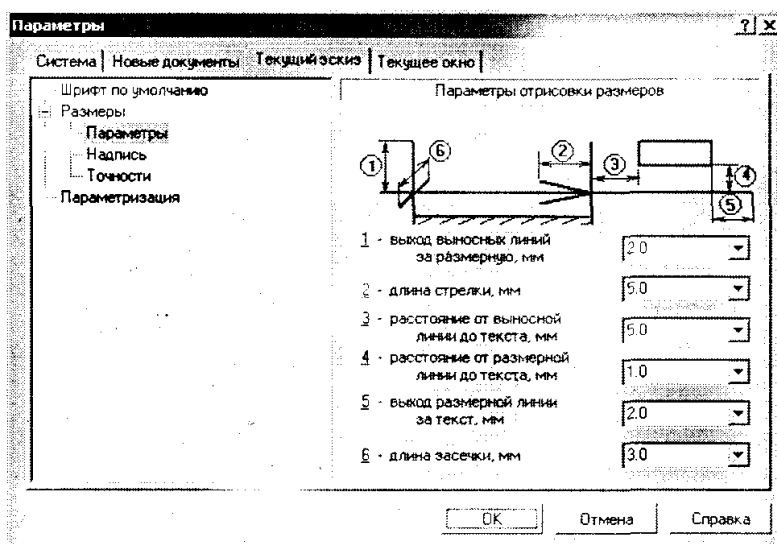 Параметры
? x
Система Новые документы Текущий эскиз Текущее окно
Шрифт по умолчанию
Размеры
Параметры
Надпись
Точности
Параметризация
Параметры отрисовки размеров
1 6 2 3 4 5
1 - выход выносных линий
за размерную, мм
2.0
2 - длина стрелки, мм
5.0
3 - расстояние от выносной
линии до текста, мм
5.0
4 - расстояние от размерной
линии до текста, мм
1.0
5 - выход размерной линии
за текст, мм
2.0
6 - длина засечки, мм
3.0
OK Отмена Справка